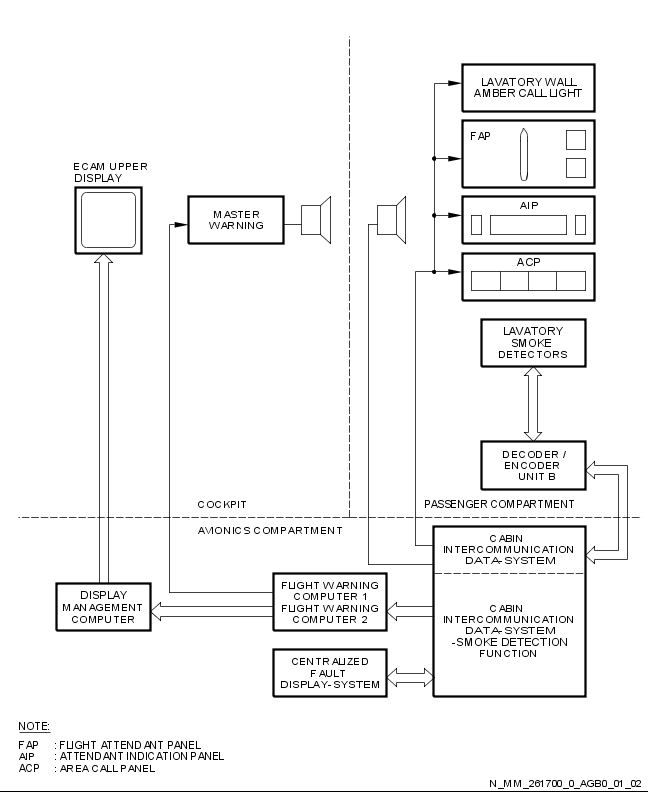 LAVATORY WALL
AMBER CALL LIGHT
FAP
ECAM UPPER
DISPLAY
MASTER
WARNING
AIP
ACP
LAVATORY
SMOKE
DETECTORS
DECODER /
ENCODER
UNIT B
COCKPIT
PASSENGER COMPARTMENT
AVIONICS COMPARTMENT
CABIN
INTERCOMMUNICATION
DATA-SYSTEM
DISPLAY
MANAGEMENT
COMPUTER
FLIGHT WARNING
COMPUTER 1
FLIGHT WARNING
COMPUTER 2
CABIN
INTERCOMMUNICATION
DATA-SYSTEM
-SMOKE DETECTION
FUNCTION
CENTRALIZED
FAULT
DISPLAY-SYSTEM
NOTE:
FAP : FLIGHT ATTENDANT PANEL
AIP : ATTENDANT INDICATION PANEL
ACP : AREA CALL PANEL
N_MM_261700_0_AGB0_01_02